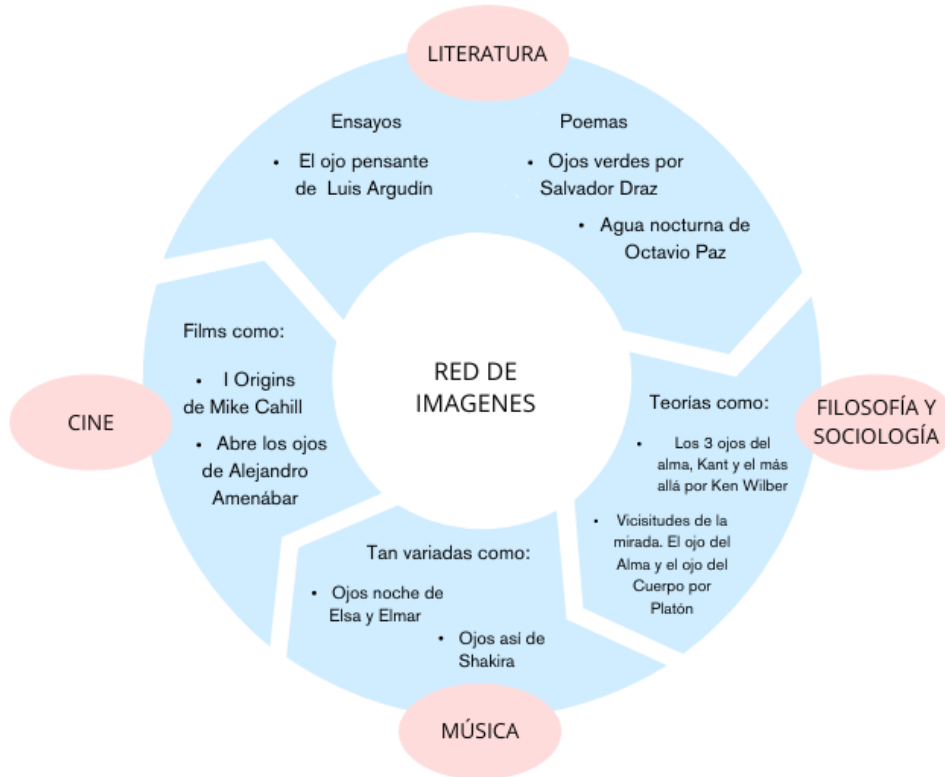 LITERATURA
Ensayos
• El ojo pensante
de Luis Argudín
Poemas
• Ojos verdes por
Salvador Draz
• Agua nocturna de
Octavio Paz
FILOSOFÍA Y
SOCIOLOGÍA
Teorías como:
• Los 3 ojos del
alma, Kant y el más
allá por Ken Wilber
• Vicisitudes de la
mirada. El ojo del
Alma y el ojo del
Cuerpo por
Platón
MÚSICA
Tan variadas como:
• Ojos noche de
Elsa y Elmar
• Ojos así de
Shakira
CINE
Films como:
• I Origins
de Mike Cahill
• Abre los ojos
de Alejandro
Amenábar
RED DE
IMAGENES